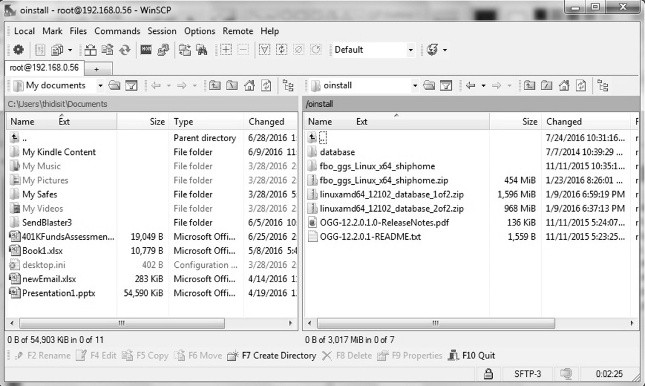 oinstall - root@192.168.0.56 - WinSCP
Local Mark Files Commands Session Options Remote Help
Default
root@192.168.0.56 +
My documents
oinstall
C:\Users\thidsit\Documents
/oinstall
Name Ext Size Type Changed
.. Parent directory 6/28/2016 1:
My Kindle Content File folder 6/9/2016 11:
My Music File folder 3/28/2016 2
My Pictures File folder 3/28/2016 2
My Safes File folder 3/28/2016 2
My Videos File folder 3/28/2016 2
SendBlaster3 File folder 6/5/2016 10
401KFundsAssessmen... 19,049 B Microsoft Offi... 6/25/2016 2
Book1.xlsx 10,779 B Microsoft Offi... 5/8/2016 5:4
desktop.ini 402 B Configuration ... 3/28/2016 2
newEmail.xlsx 283 KiB Microsoft Offi... 4/14/2016 1
Presentation1.pptx 54,590 KiB Microsoft Offi... 4/19/2016 1
Name Ext Size Changed
.. 7/24/2016 10:31:16...
database 7/7/2014 10:39:29 ...
fbo_ggs_Linux_x64_shiphome 11/11/2015 10:35:1...
fbo_ggs_Linux_x64_shiphome.zip 454 MiB 1/23/2016 8:26:01 ...
linuxamd64_12102_database_1of2.zip 1,596 MiB 1/9/2016 6:59:19 PM
linuxamd64_12102_database_2of2.zip 968 MiB 1/9/2016 6:37:13 PM
OGG-12.2.0.1.0-ReleaseNotes.pdf 136 KiB 11/11/2015 5:24:07...
OGG-12.2.0.1-README.txt 1,559 B 11/11/2015 5:23:25...
0 B of 54,903 KiB in 0 of 11
0 B of 3,017 MiB in 0 of 7
F2 Rename F4 Edit F5 Copy F6 Move F7 Create Directory F8 Delete F9 Properties F10 Quit
SFTP-3 0:02:25